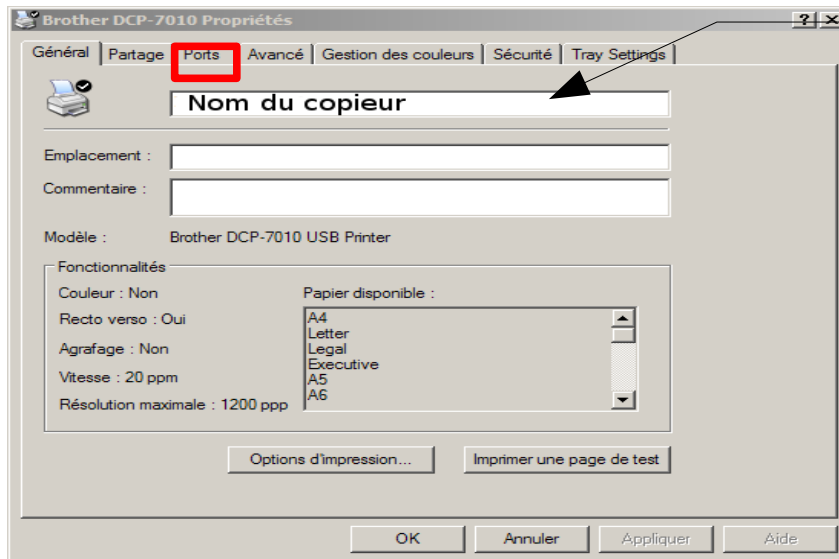 Brother DCP-7010 Propriétés
Général Partage Ports Avancé Gestion des couleurs Sécurité Tray Settings
Nom du copieur
Emplacement :
Commentaire :
Modèle : Brother DCP-7010 USB Printer
Fonctionnalités
Couleur : Non
Recto verso : Oui
Agrafage : Non
Vitesse : 20 ppm
Résolution maximale : 1200 ppp
Papier disponible :
A4
Letter
Legal
Executive
A5
A6
Options d'impression... Imprimer une page de test
OK Annuler Appliquer Aide